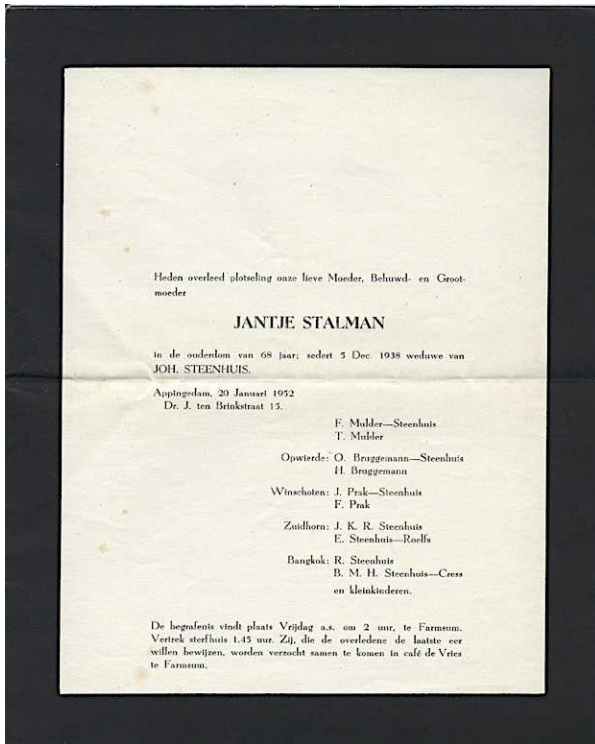 Heden overleed plotseling onze lieve Moeder, Behuwd- en Groot-
moeder
JANTJE STALMAN
in de ouderdom van 68 jaar; sedert 5 Dec. 1938 weduwe van
JOH. STEENHUIS.
Appingedam, 20 Januari 1952
Dr. J. ten Brinkstraat 15.
F. Mulder—Steenhuis
T. Mulder
Opwierde: O. Bruggemann—Steenhuis
H. Bruggemann
Winschoten: J. Prak—Steenhuis
F. Prak
Zuidhorn: J. K. R. Steenhuis
E. Steenhuis—Roelfs
Bangkok: R. Steenhuis
B. M. H. Steenhuis—Cress
en kleinkinderen.
De begrafenis vindt plaats Vrijdag a.s. om 2 uur, te Farmsum.
Vertrek sterfhuis 1.45 uur. Zij, die de overledene de laatste eer
willen bewijzen, worden verzocht samen te komen in café de Vries
te Farmsum.